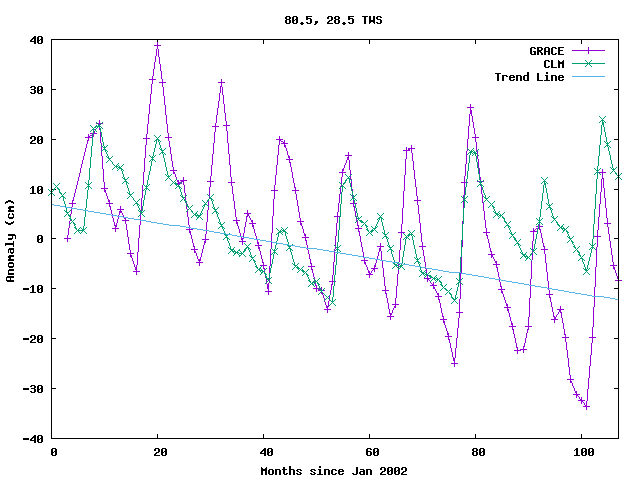 80.5, 28.5 TWS
GRACE
CLM
Trend Line
40
30
20
10
0
-10
-20
-30
-40
Anomaly (cm)
0 20 40 60 80 100
Months since Jan 2002